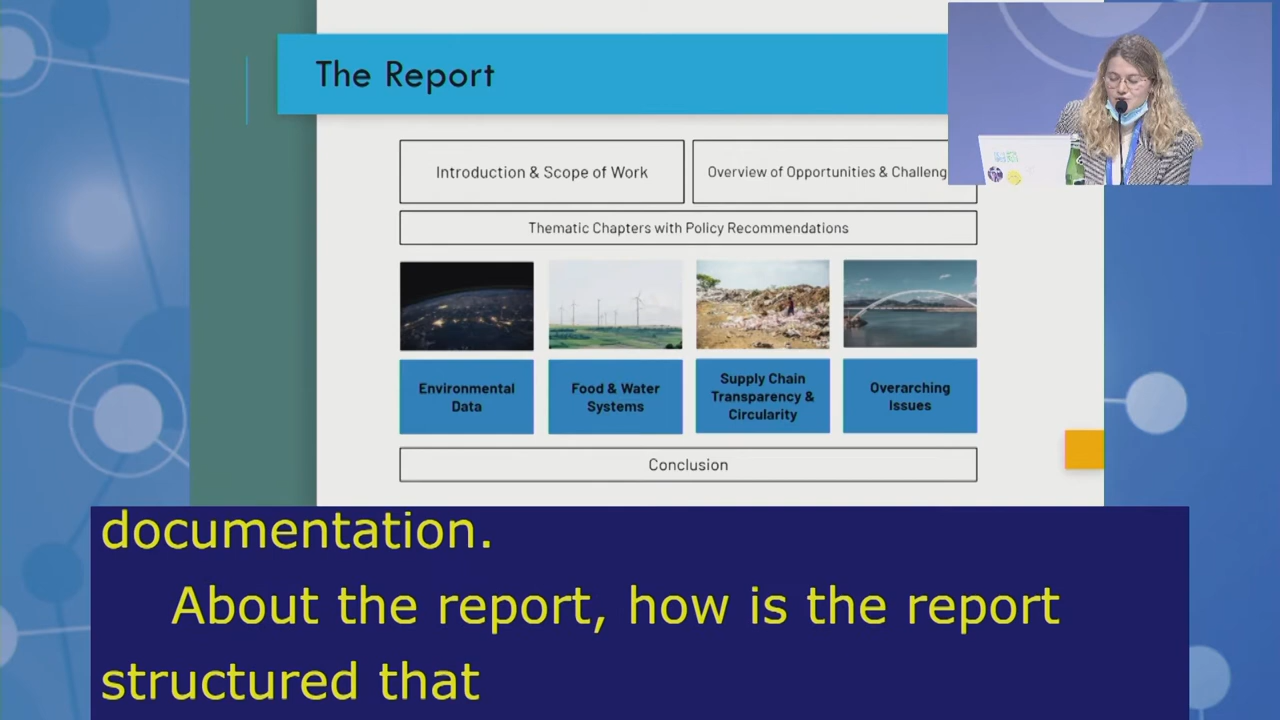 The Report
Introduction & Scope of Work
Overview of Opportunities & Challeng
Thematic Chapters with Policy Recommendations
Environmental
Data
Food & Water
Systems
Supply Chain
Transparency &
Circularity
Overarching
Issues
Conclusion
documentation.
About the report, how is the report
structured that